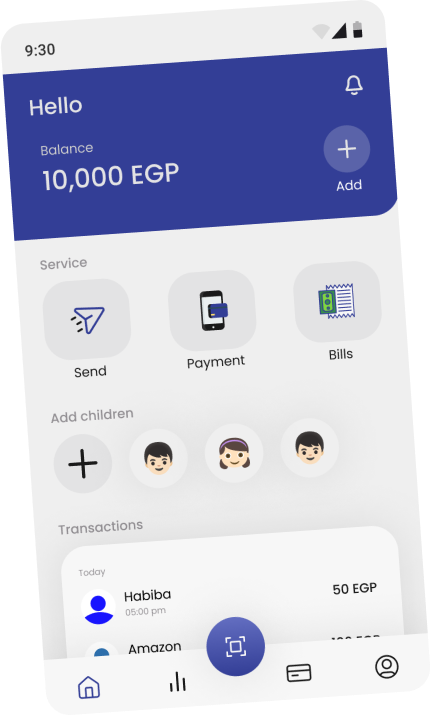 9:30
Hello
Balance
10,000 EGP
Add
Service
Send
Payment
Bills
Add children
Transactions
Today
Habiba
50 EGP
05:00 pm
Amazon